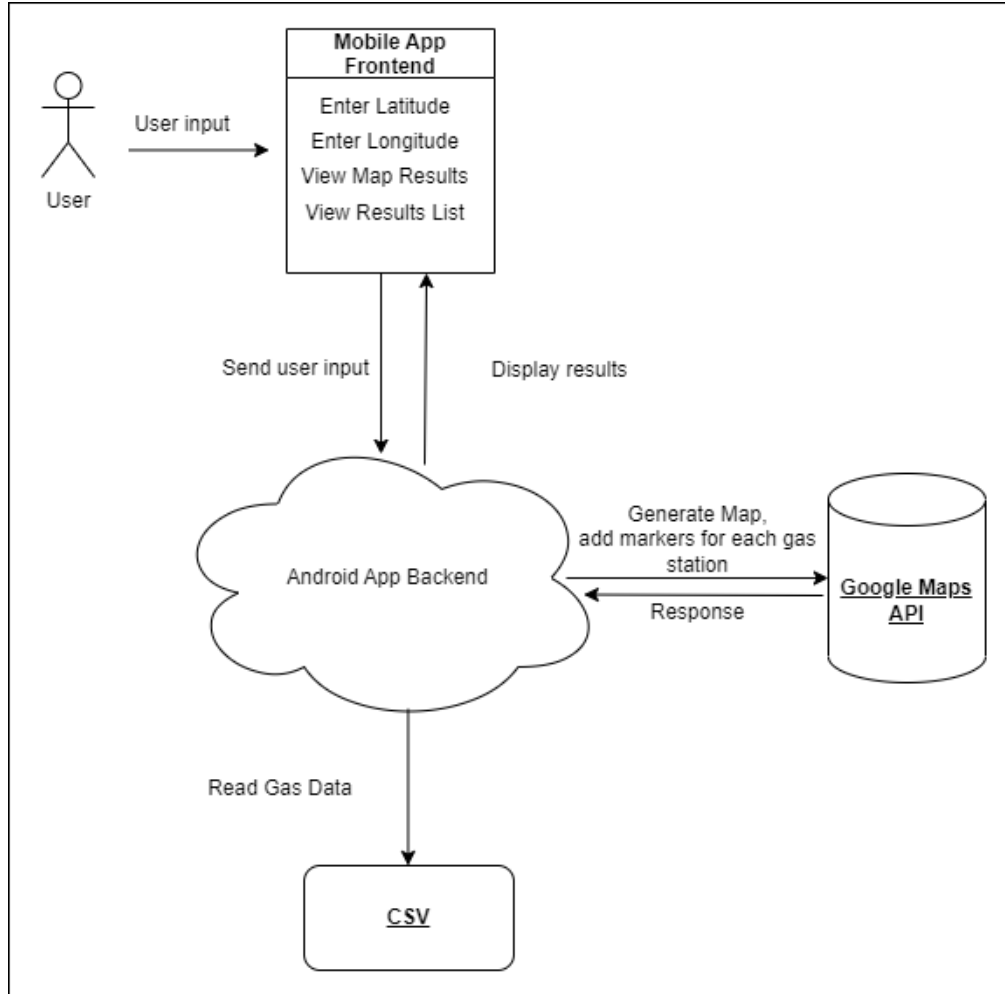 Mobile App
Frontend
Enter Latitude
Enter Longitude
View Map Results
View Results List
User input
User
Send user input
Display results
Android App Backend
Generate Map,
add markers for each gas
station
Response
Google Maps
API
Read Gas Data
CSV